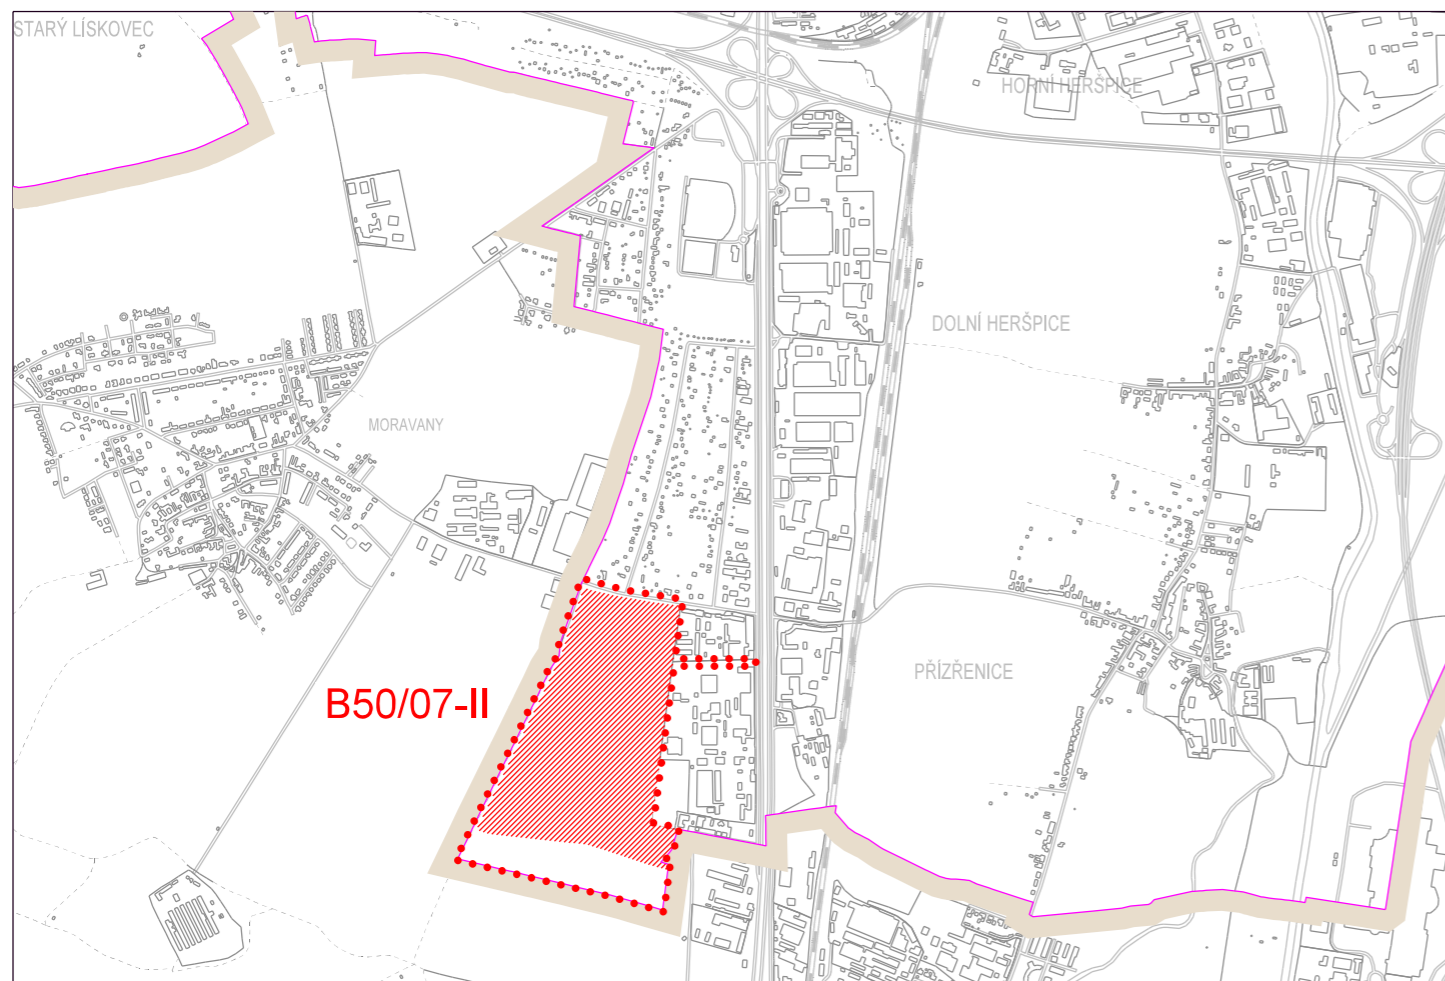 STARÝ LÍSKOVEC
HORNÍ HERŠPICE
DOLNÍ HERŠPICE
MORAVANY
PŘÍZŘENICE
B50/07-II